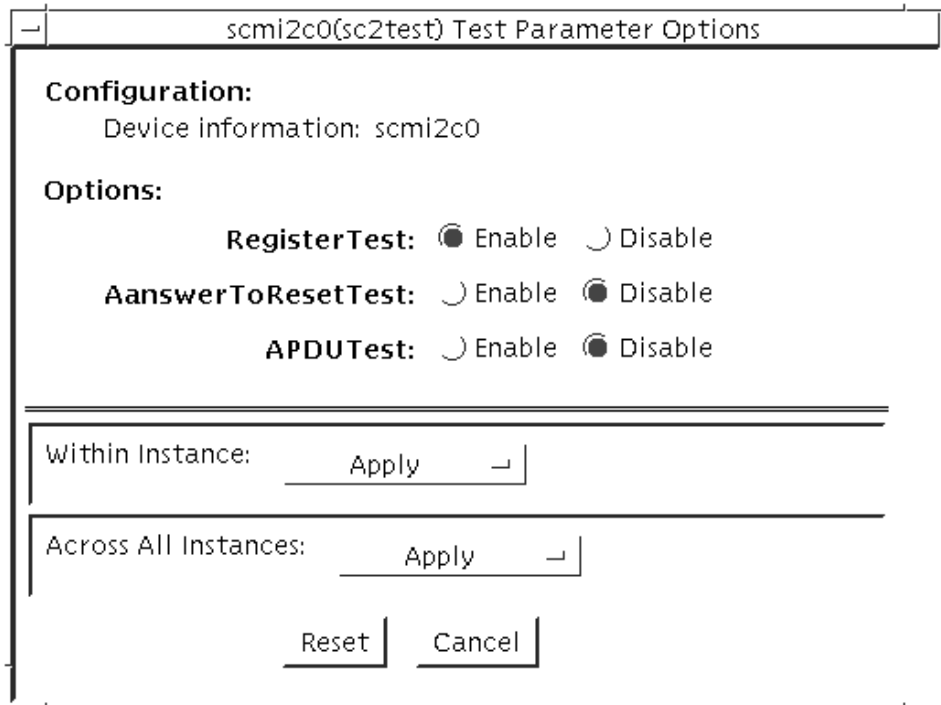 scmi2c0(sc2test) Test Parameter Options
Configuration:
Device information: scmi2c0
Options:
RegisterTest: Enable Disable
AanswerToResetTest: Enable Disable
APDUTest: Enable Disable
Within Instance: Apply
Across All Instances: Apply
Reset Cancel